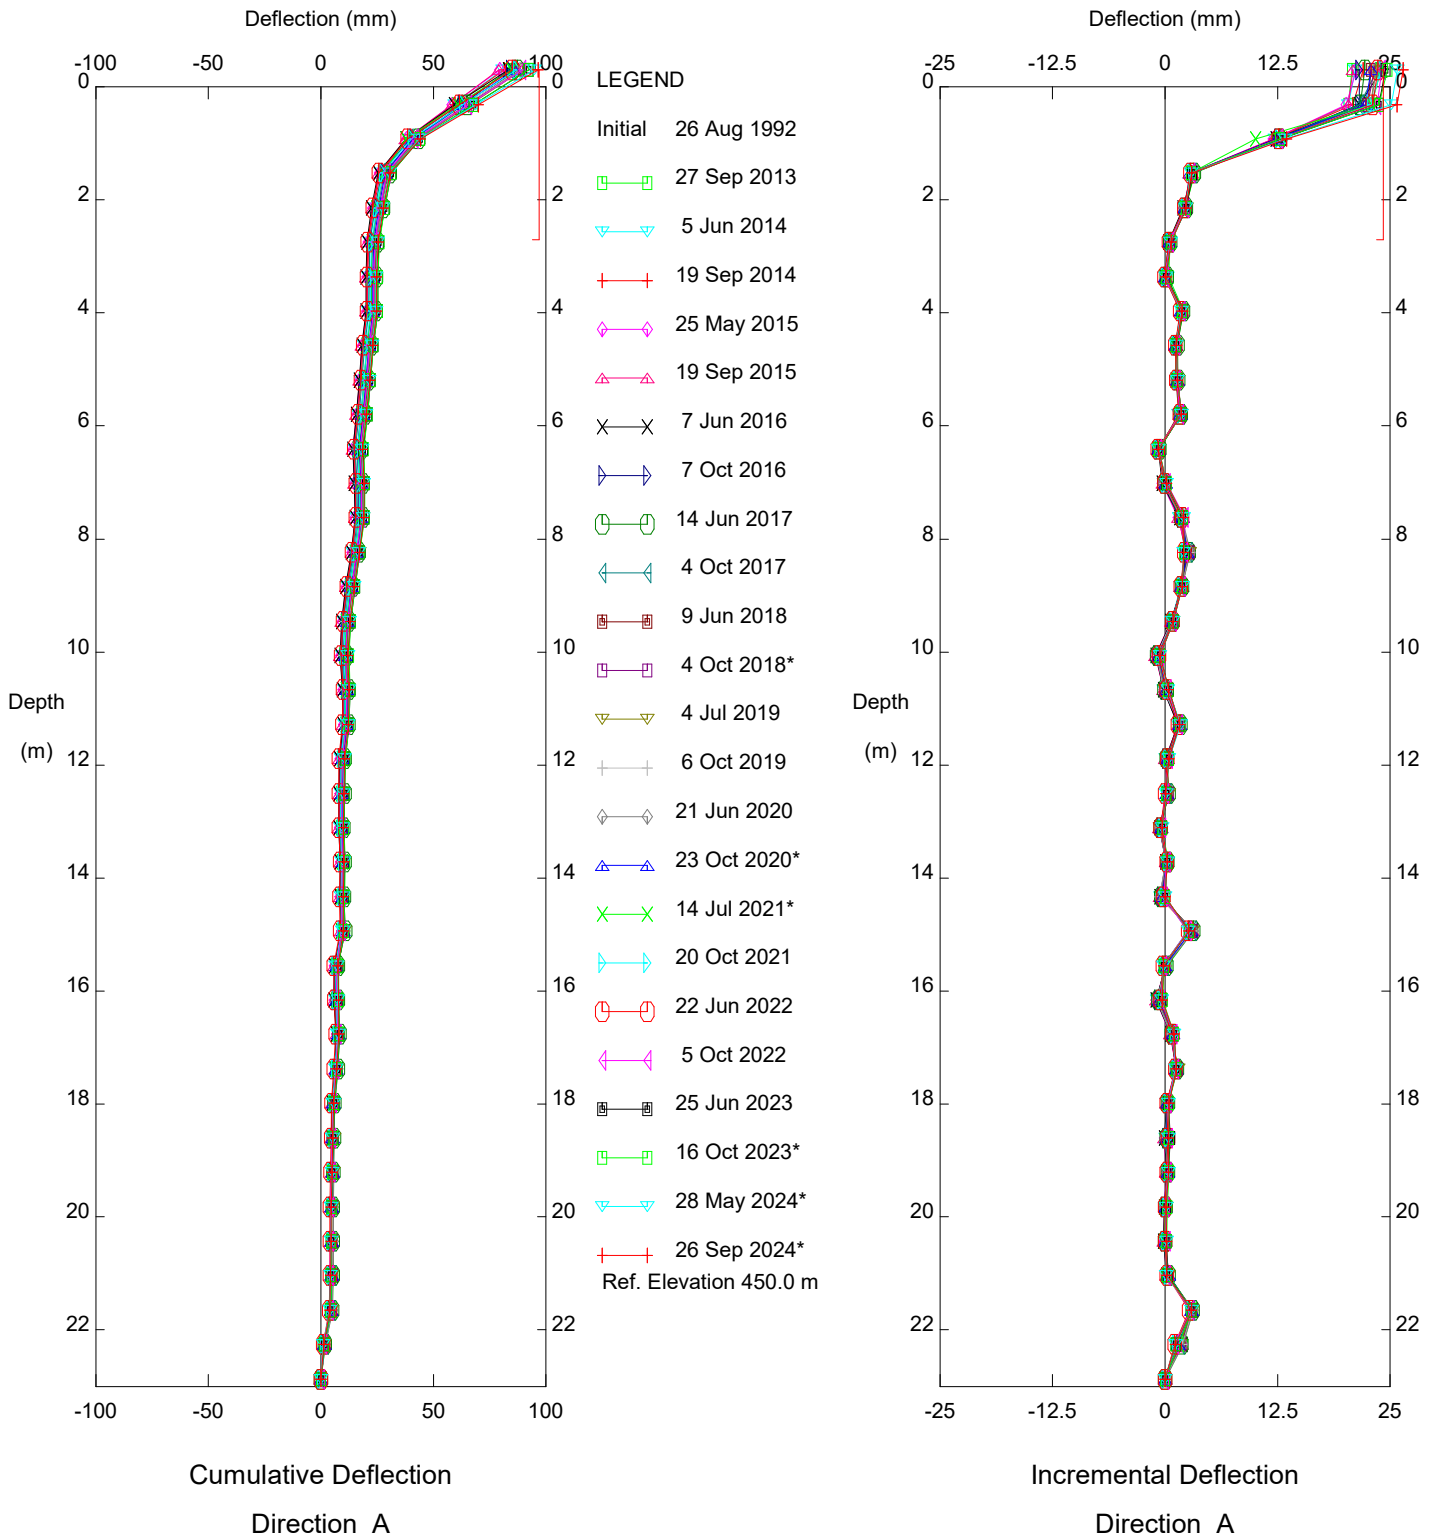 Deflection (mm)
-100 -50 0 50 100
0 0
2 2
4 4
6 6
8 8
10 10
Depth
(m)
12 12
14 14
16 16
18 18
20 20
22 22
-100 -50 0 50 100
Cumulative Deflection
Direction A
LEGEND
Initial 26 Aug 1992
27 Sep 2013
5 Jun 2014
19 Sep 2014
25 May 2015
19 Sep 2015
7 Jun 2016
7 Oct 2016
14 Jun 2017
4 Oct 2017
9 Jun 2018
4 Oct 2018*
4 Jul 2019
6 Oct 2019
21 Jun 2020
23 Oct 2020*
14 Jul 2021*
20 Oct 2021
22 Jun 2022
5 Oct 2022
25 Jun 2023
16 Oct 2023*
28 May 2024*
26 Sep 2024*
Ref. Elevation 450.0 m
Deflection (mm)
-25 -12.5 0 12.5 25
0 0
2 2
4 4
6 6
8 8
10 10
Depth
(m)
12 12
14 14
16 16
18 18
20 20
22 22
-25 -12.5 0 12.5 25
Incremental Deflection
Direction A